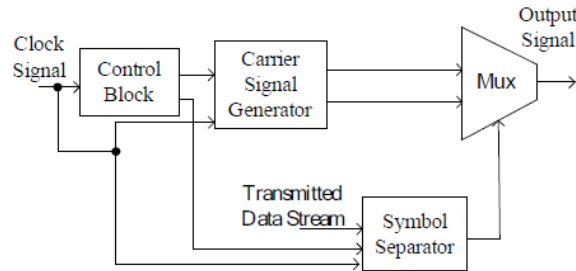 Output
Signal
Clock
Signal
Control
Block
Carrier
Signal
Generator
Mux
Transmitted
Data Stream
Symbol
Separator